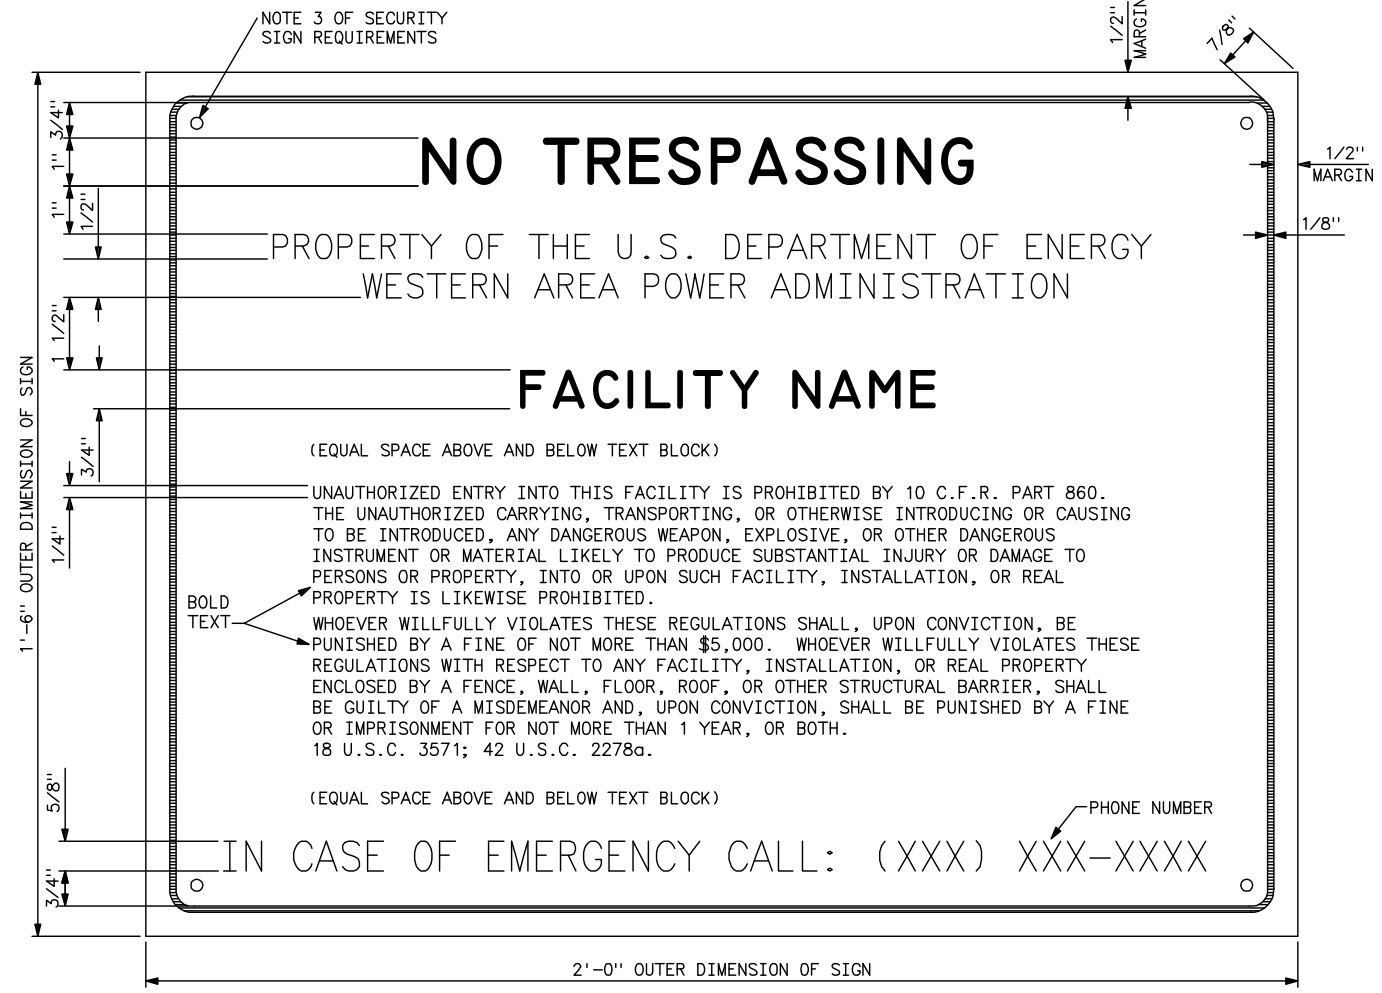 NOTE 3 OF SECURITY
SIGN REQUIREMENTS
1/2"
MARGIN
7/8"
3/4"
1"
1"
1/2"
1 1/2"
3/4"
1/4"
5/8"
3/4"
1'-6" OUTER DIMENSION OF SIGN
NO TRESPASSING
1/2"
MARGIN
1/8"
PROPERTY OF THE U.S. DEPARTMENT OF ENERGY
WESTERN AREA POWER ADMINISTRATION
FACILITY NAME
(EQUAL SPACE ABOVE AND BELOW TEXT BLOCK)
UNAUTHORIZED ENTRY INTO THIS FACILITY IS PROHIBITED BY 10 C.F.R. PART 860.
THE UNAUTHORIZED CARRYING, TRANSPORTING, OR OTHERWISE INTRODUCING OR CAUSING
TO BE INTRODUCED, ANY DANGEROUS WEAPON, EXPLOSIVE, OR OTHER DANGEROUS
INSTRUMENT OR MATERIAL LIKELY TO PRODUCE SUBSTANTIAL INJURY OR DAMAGE TO
PERSONS OR PROPERTY, INTO OR UPON SUCH FACILITY, INSTALLATION, OR REAL
PROPERTY IS LIKEWISE PROHIBITED.
BOLD
TEXT
WHOEVER WILLFULLY VIOLATES THESE REGULATIONS SHALL, UPON CONVICTION, BE
PUNISHED BY A FINE OF NOT MORE THAN $5,000. WHOEVER WILLFULLY VIOLATES THESE
REGULATIONS WITH RESPECT TO ANY FACILITY, INSTALLATION, OR REAL PROPERTY
ENCLOSED BY A FENCE, WALL, FLOOR, ROOF, OR OTHER STRUCTURAL BARRIER, SHALL
BE GUILTY OF A MISDEMEANOR AND, UPON CONVICTION, SHALL BE PUNISHED BY A FINE
OR IMPRISONMENT FOR NOT MORE THAN 1 YEAR, OR BOTH.
18 U.S.C. 3571; 42 U.S.C. 2278a.
(EQUAL SPACE ABOVE AND BELOW TEXT BLOCK)
PHONE NUMBER
IN CASE OF EMERGENCY CALL: (XXX) XXX-XXXX
2'-0" OUTER DIMENSION OF SIGN